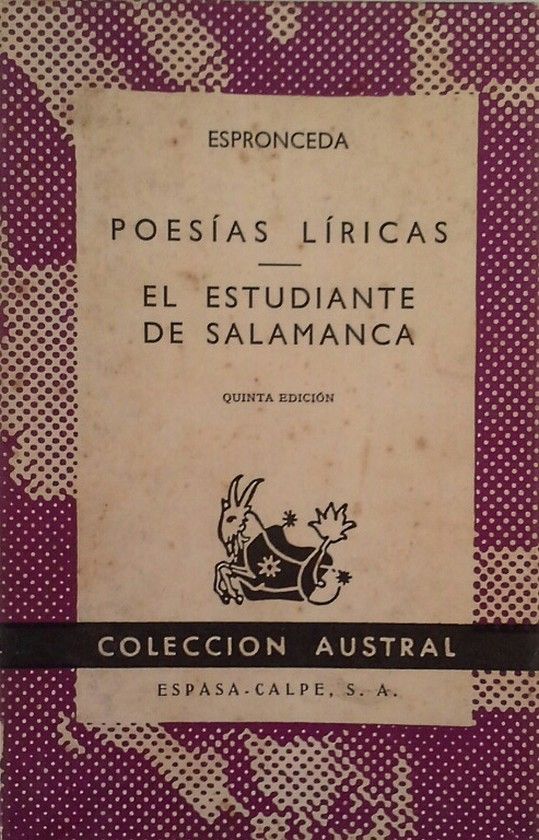 ESPRONCEDA
POESÍAS LÍRICAS
EL ESTUDIANTE
DE SALAMANCA
QUINTA EDICIÓN
COLECCION AUSTRAL
ESPASA-CALPE, S. A.